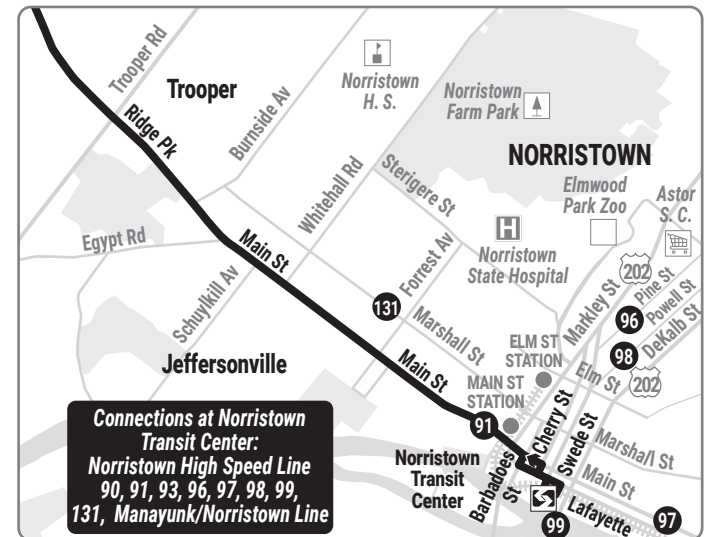 Trooper Rd
Trooper
Burnside Av
Norristown
H. S.
Norristown
Farm Park
NORRISTOWN
Ridge Pk
Whitehall Rd
Sterigere St
Elmwood
Park Zoo
Astor
S. C.
H
Norristown
State Hospital
Egypt Rd
Main St
Forrest Av
202
Pine St
Schuylkill Av
131
Markley St
96
Powell St
Marshall St
98
DeKalb St
ELM ST
STATION
Jeffersonville
Main St
Elm St
202
MAIN ST
STATION
91
Cherry St
Swede St
Marshall St
Connections at Norristown
Transit Center:
Norristown High Speed Line
90, 91, 93, 96, 97, 98, 99,
131, Manayunk/Norristown Line
Norristown
Transit
Center
Barbadoes
St
Main St
Lafayette
97
99